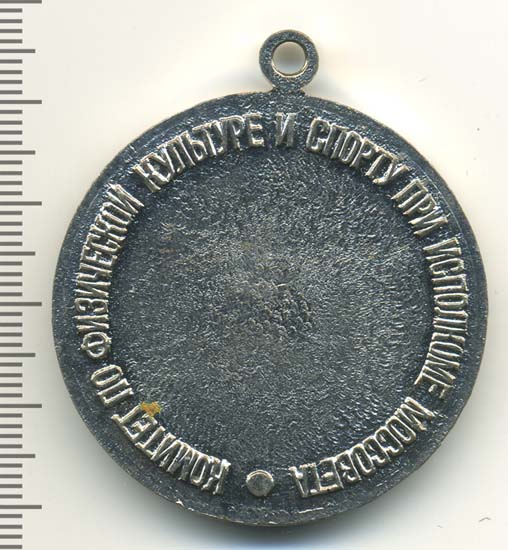 КОМИТЕТ ПО ФИЗИЧЕСКОЙ КУЛЬТУРЕ И СПОРТУ ПРИ ИСПОЛКОМЕ МОССОВЕТА